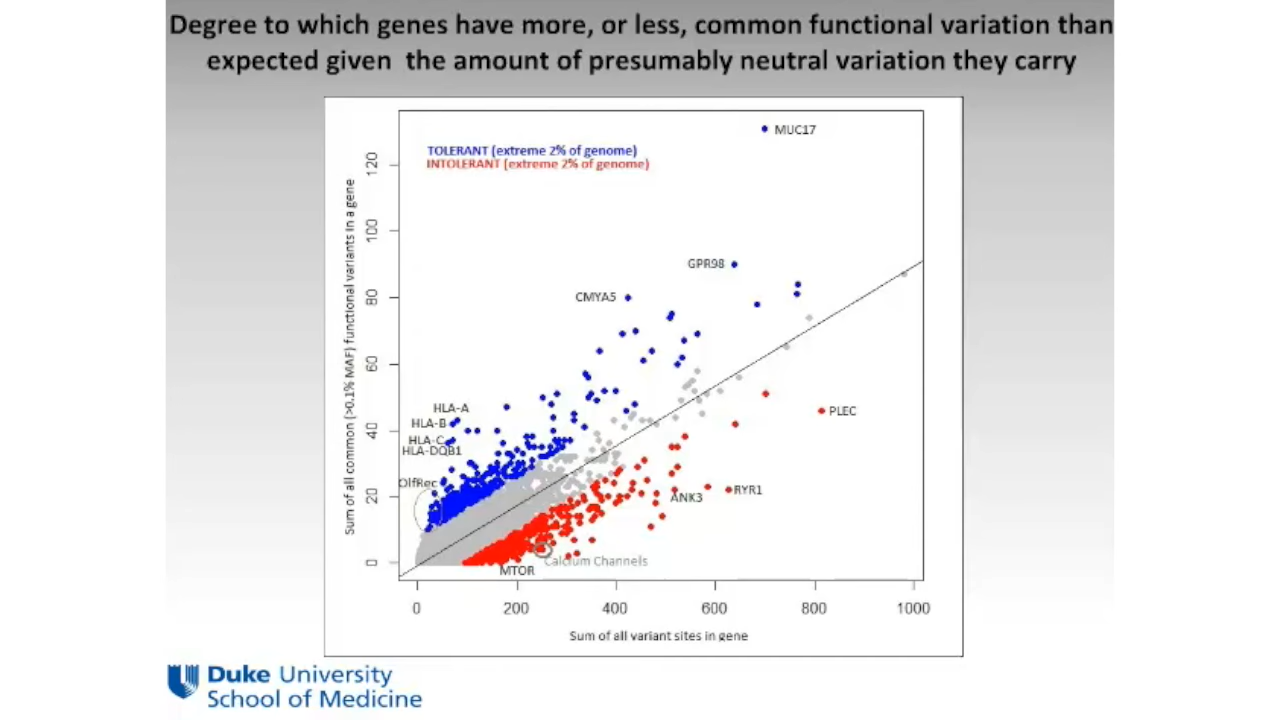 Degree to which genes have more, or less, common functional variation than
expected given the amount of presumably neutral variation they carry
TOLERANT (extreme 2% of genome)
INTOLERANT (extreme 2% of genome)
MUC17
GPR98
CMYA5
HLA-A
HLA-B
HLA-C
HLA-DQB1
OlfRec
PLEC
ANK3
RYR1
Calcium Channels
MTOR
Sum of all common (>0.1% MAF) functional variants in a gene
120
100
80
60
40
20
0
0 200 400 600 800 1000
Sum of all variant sites in gene
Duke University
School of Medicine